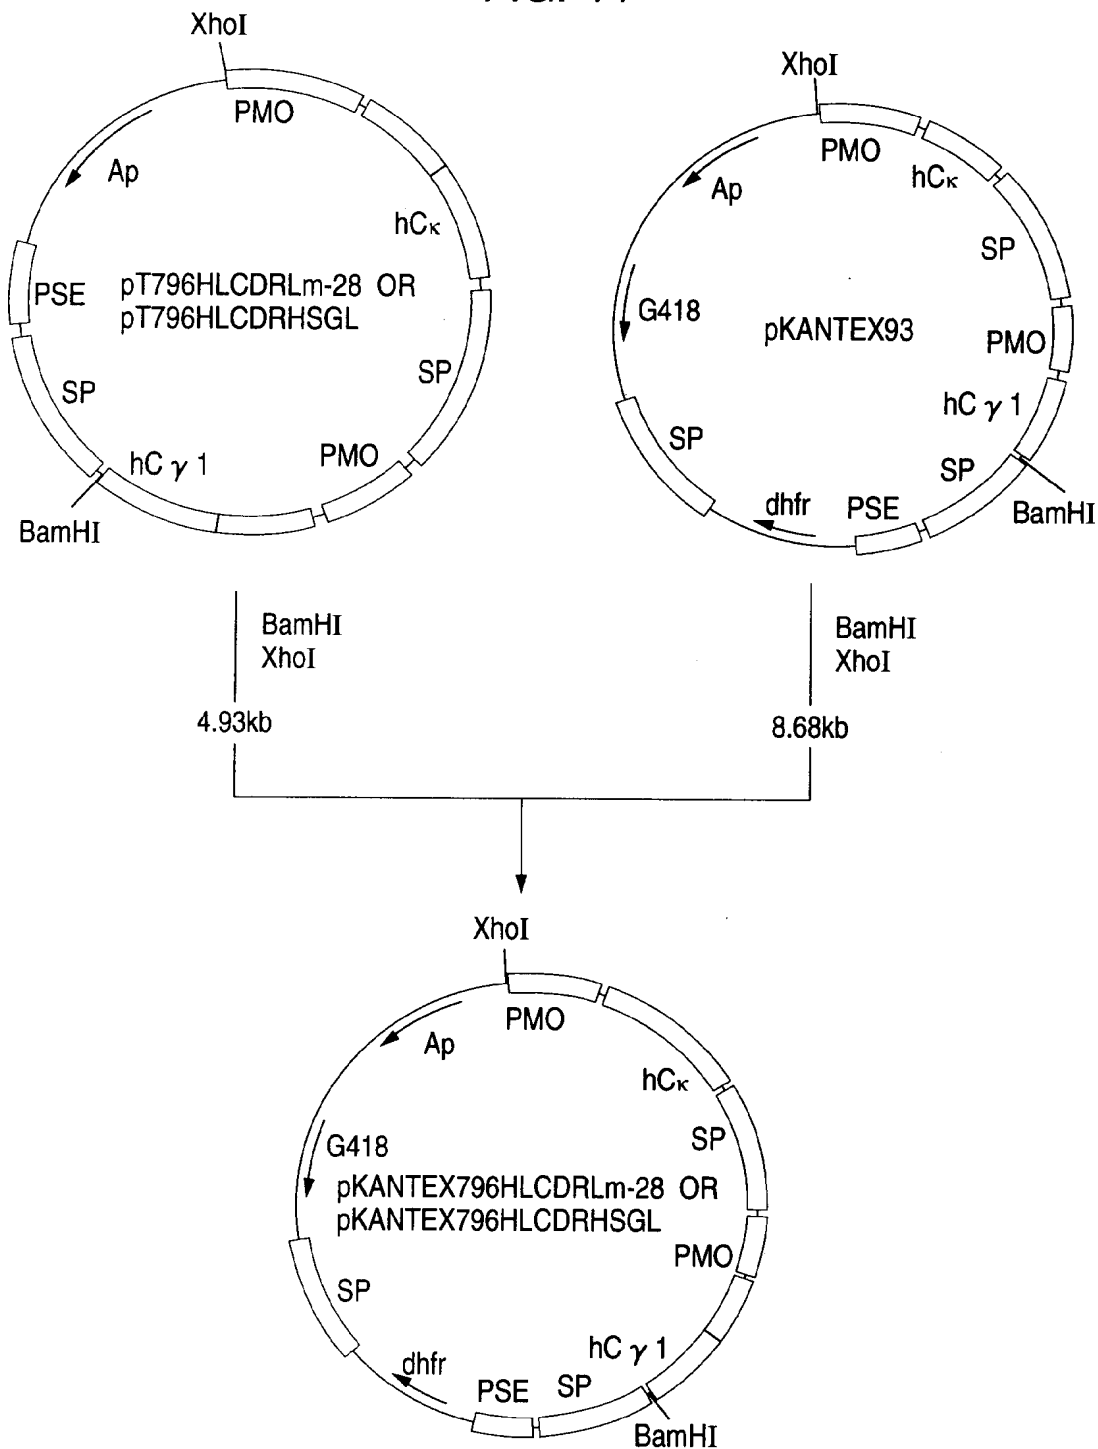 XhoI
PMO
Ap
hCκ
PSE
pT796HLCDRLm-28 OR
pT796HLCDRHSGL
SP
SP
PMO
hC γ 1
BamHI
XhoI
PMO
hCκ
Ap
SP
G418
pKANTEX93
PMO
hC γ 1
SP
SP
BamHI
dhfr
PSE
BamHI
XhoI
4.93kb
BamHI
XhoI
8.68kb
XhoI
PMO
Ap
hCκ
SP
G418
pKANTEX796HLCDRLm-28 OR
pKANTEX796HLCDRHSGL
PMO
SP
hC γ 1
dhfr
PSE
SP
BamHI